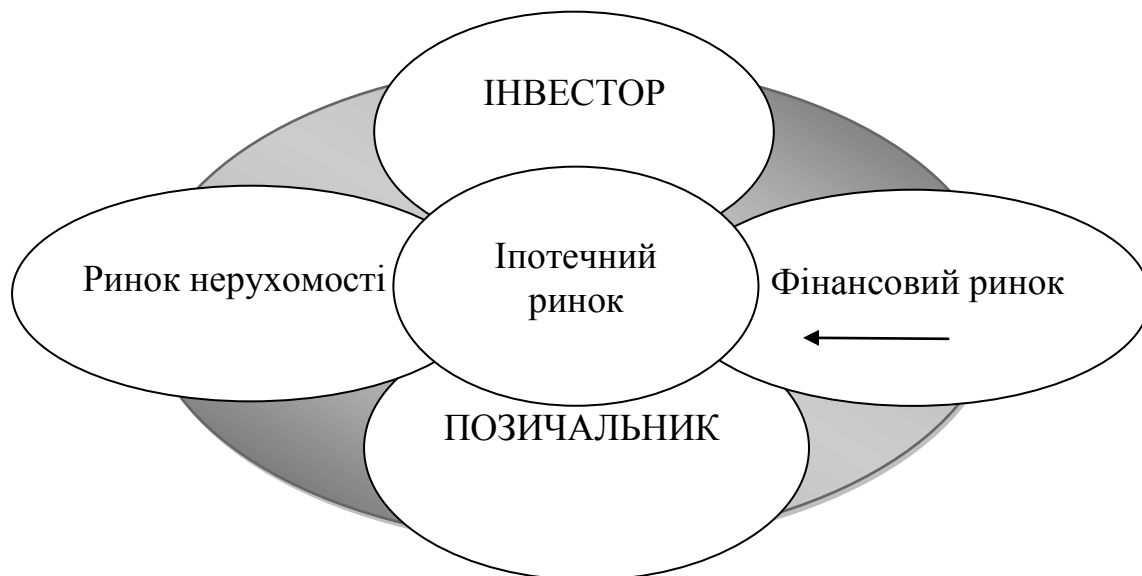 ІНВЕСТОР
Ринок нерухомості
Іпотечний
ринок
Фінансовий ринок
ПОЗИЧАЛЬНИК